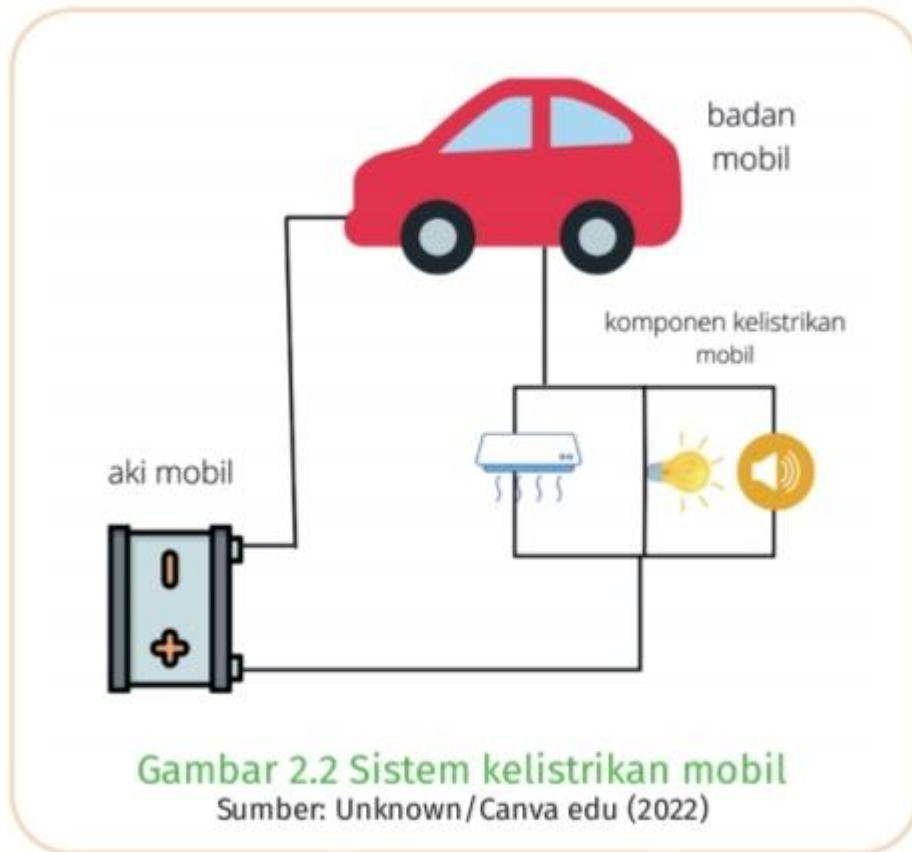 badan
mobil
komponen kelistrikan
mobil
aki mobil
Gambar 2.2 Sistem kelistrikan mobil
Sumber: Unknown/Canva edu (2022)